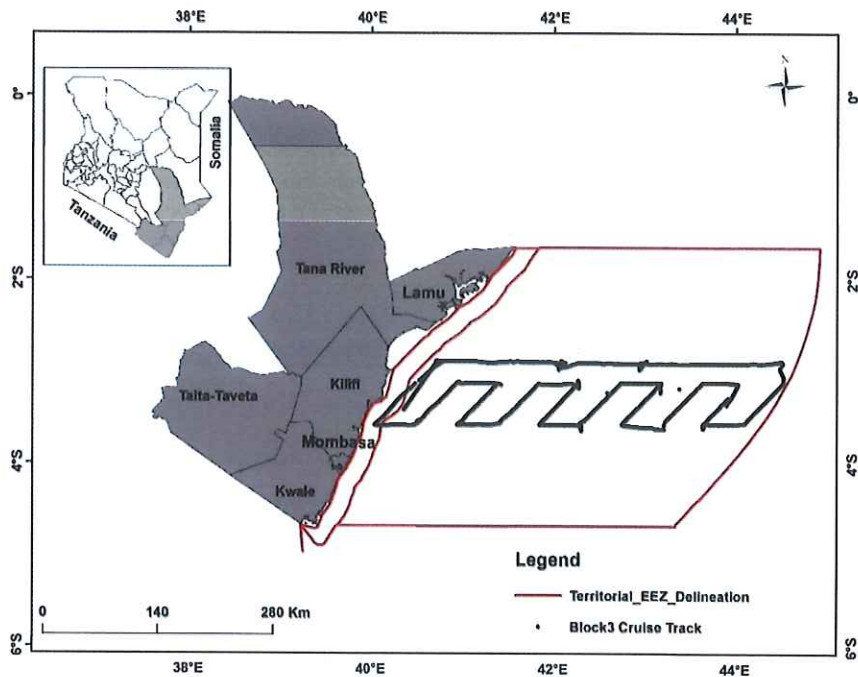 38°E 40°E 42°E 44°E
N
0° 0°
Somalia
Tanzania
Tana River
Lamu
2°S 2°S
Kilifi
Taita-Taveta
Mombasa
4°S 4°S
Kwale
Legend
Territorial_EEZ_Delineation
Block3 Cruise Track
0 140 280 Km
6°S 6°S
38°E 40°E 42°E 44°E